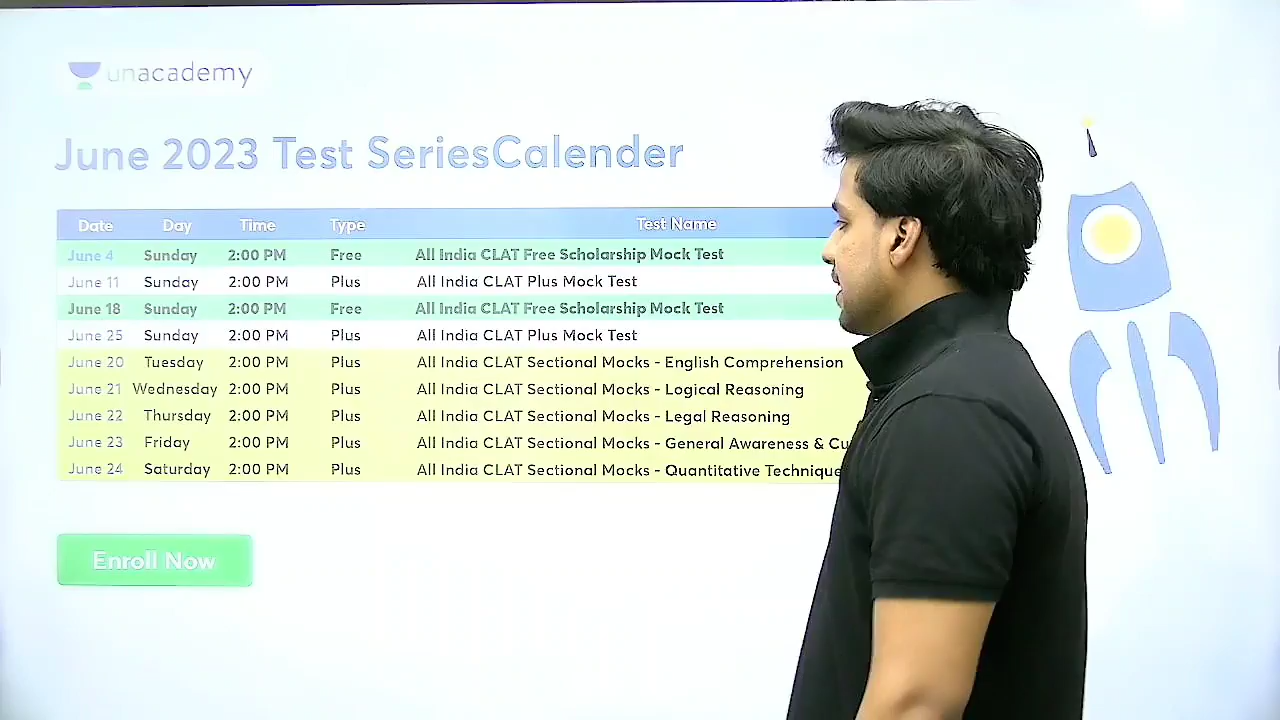 unacademy
June 2023 Test SeriesCalender
Date Day Time Type Test Name
June 4 Sunday 2:00 PM Free All India CLAT Free Scholarship Mock Test
June 11 Sunday 2:00 PM Plus All India CLAT Plus Mock Test
June 18 Sunday 2:00 PM Free All India CLAT Free Scholarship Mock Test
June 25 Sunday 2:00 PM Plus All India CLAT Plus Mock Test
June 20 Tuesday 2:00 PM Plus All India CLAT Sectional Mocks - English Comprehension
June 21 Wednesday 2:00 PM Plus All India CLAT Sectional Mocks - Logical Reasoning
June 22 Thursday 2:00 PM Plus All India CLAT Sectional Mocks - Legal Reasoning
June 23 Friday 2:00 PM Plus All India CLAT Sectional Mocks - General Awareness &
June 24 Saturday 2:00 PM Plus All India CLAT Sectional Mocks - Quantitative
Enroll Now